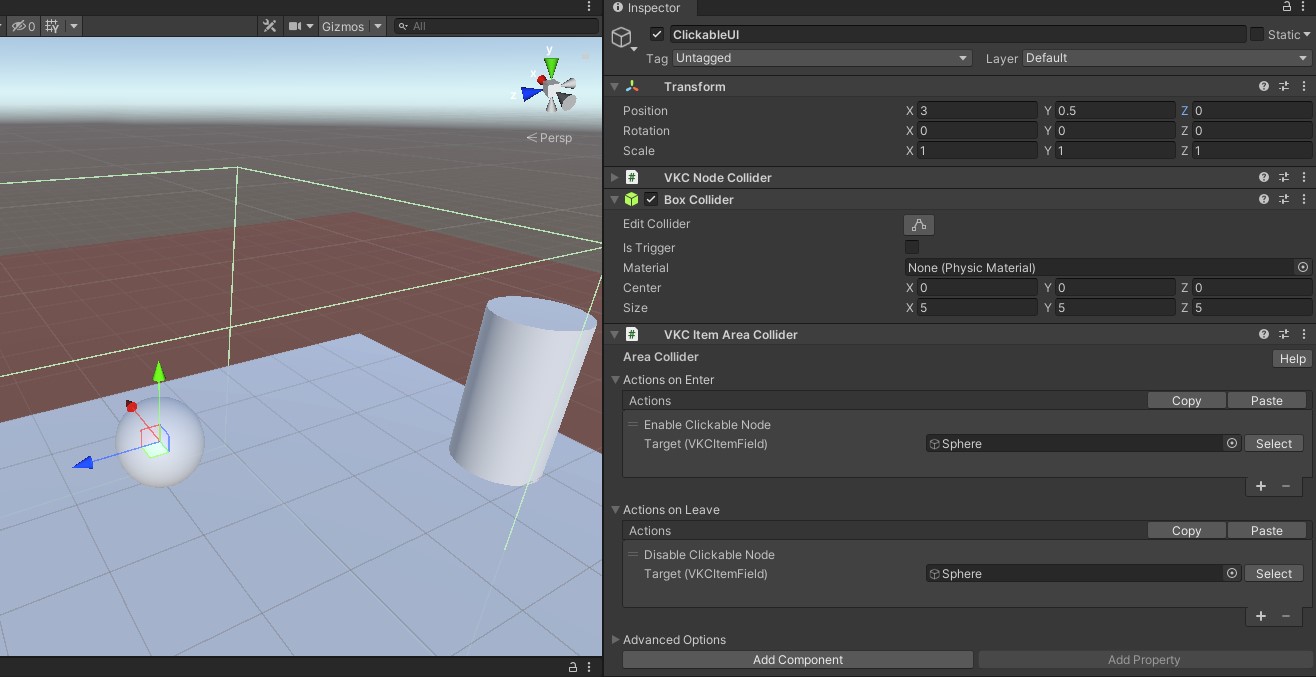 Inspector
0 Gizmos All
ClickableUI Static
Tag Untagged Layer Default
y
x
z
Persp
Transform
Position X 3 Y 0.5 Z 0
Rotation X 0 Y 0 Z 0
Scale X 1 Y 1 Z 1
# VKC Node Collider
Box Collider
Edit Collider
Is Trigger
Material None (Physic Material)
Center X 0 Y 0 Z 0
Size X 5 Y 5 Z 5
# VKC Item Area Collider
Area Collider Help
Actions on Enter
Actions Copy Paste
Enable Clickable Node
Target (VKCItemField) Sphere Select
+ −
Actions on Leave
Actions Copy Paste
Disable Clickable Node
Target (VKCItemField) Sphere Select
+ −
Advanced Options
Add Component Add Property